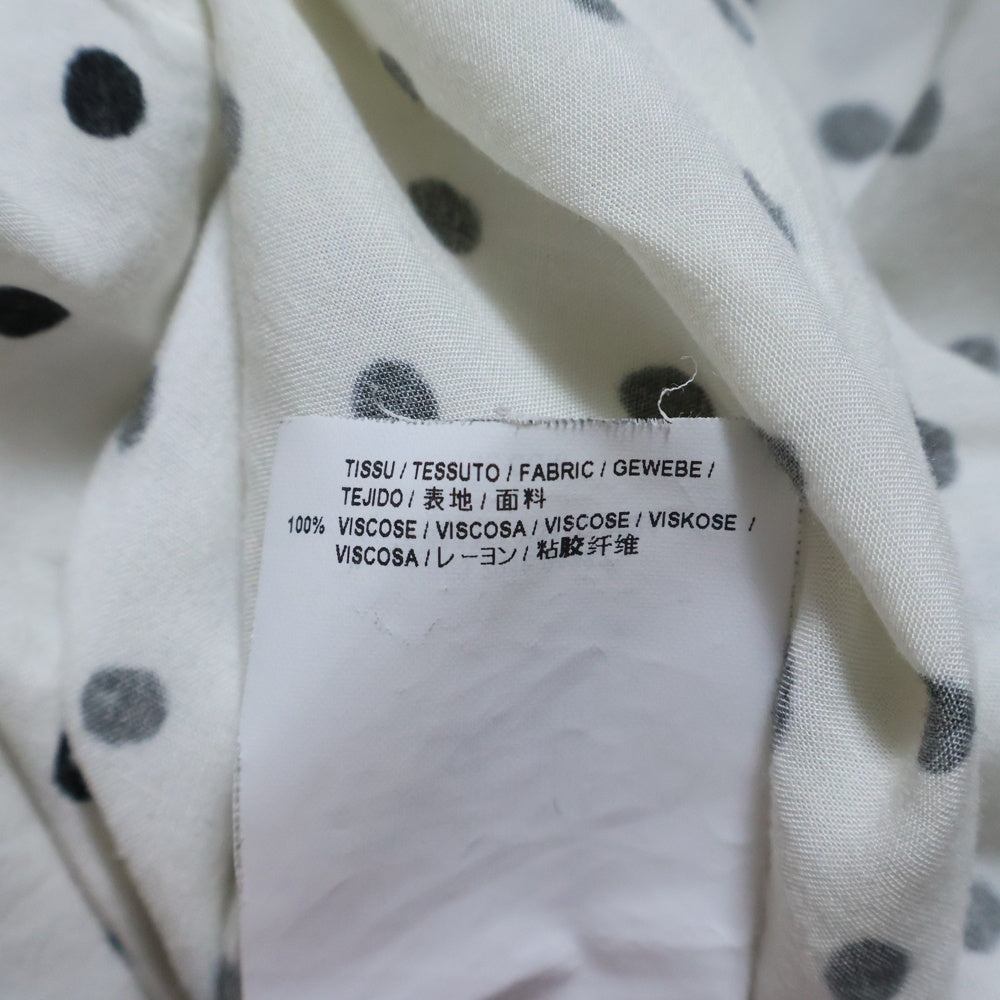 TISSU / TESSUTO / FABRIC / GEWEBE /
TEJIDO / 表地 / 面料
100% VISCOSE / VISCOSA / VISCOSE / VISKOSE /
VISCOSA / レーヨン / 粘胶纤维